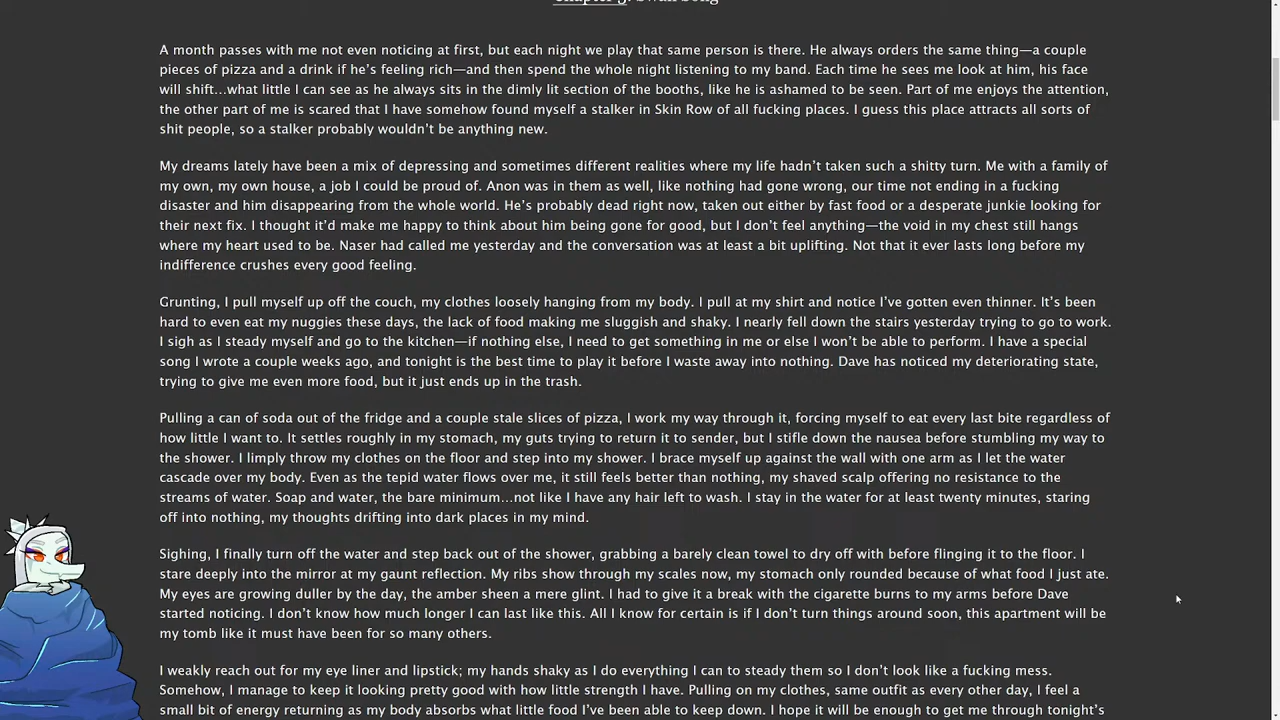 Chapter 3: Swan Song
A month passes with me not even noticing at first, but each night we play that same person is there. He always orders the same thing—a couple
pieces of pizza and a drink if he’s feeling rich—and then spend the whole night listening to my band. Each time he sees me look at him, his face
will shift…what little I can see as he always sits in the dimly lit section of the booths, like he is ashamed to be seen. Part of me enjoys the attention,
the other part of me is scared that I have somehow found myself a stalker in Skin Row of all fucking places. I guess this place attracts all sorts of
shit people, so a stalker probably wouldn’t be anything new.
My dreams lately have been a mix of depressing and sometimes different realities where my life hadn’t taken such a shitty turn. Me with a family of
my own, my own house, a job I could be proud of. Anon was in them as well, like nothing had gone wrong, our time not ending in a fucking
disaster and him disappearing from the whole world. He’s probably dead right now, taken out either by fast food or a desperate junkie looking for
their next fix. I thought it’d make me happy to think about him being gone for good, but I don’t feel anything—the void in my chest still hangs
where my heart used to be. Naser had called me yesterday and the conversation was at least a bit uplifting. Not that it ever lasts long before my
indifference crushes every good feeling.
Grunting, I pull myself up off the couch, my clothes loosely hanging from my body. I pull at my shirt and notice I’ve gotten even thinner. It’s been
hard to even eat my nuggies these days, the lack of food making me sluggish and shaky. I nearly fell down the stairs yesterday trying to go to work.
I sigh as I steady myself and go to the kitchen—if nothing else, I need to get something in me or else I won’t be able to perform. I have a special
song I wrote a couple weeks ago, and tonight is the best time to play it before I waste away into nothing. Dave has noticed my deteriorating state,
trying to give me even more food, but it just ends up in the trash.
Pulling a can of soda out of the fridge and a couple stale slices of pizza, I work my way through it, forcing myself to eat every last bite regardless of
how little I want to. It settles roughly in my stomach, my guts trying to return it to sender, but I stifle down the nausea before stumbling my way to
the shower. I limply throw my clothes on the floor and step into my shower. I brace myself up against the wall with one arm as I let the water
cascade over my body. Even as the tepid water flows over me, it still feels better than nothing, my shaved scalp offering no resistance to the
streams of water. Soap and water, the bare minimum…not like I have any hair left to wash. I stay in the water for at least twenty minutes, staring
off into nothing, my thoughts drifting into dark places in my mind.
Sighing, I finally turn off the water and step back out of the shower, grabbing a barely clean towel to dry off with before flinging it to the floor. I
stare deeply into the mirror at my gaunt reflection. My ribs show through my scales now, my stomach only rounded because of what food I just ate.
My eyes are growing duller by the day, the amber sheen a mere glint. I had to give it a break with the cigarette burns to my arms before Dave
started noticing. I don’t know how much longer I can last like this. All I know for certain is if I don’t turn things around soon, this apartment will be
my tomb like it must have been for so many others.
I weakly reach out for my eye liner and lipstick; my hands shaky as I do everything I can to steady them so I don’t look like a fucking mess.
Somehow, I manage to keep it looking pretty good with how little strength I have. Pulling on my clothes, same outfit as every other day, I feel a
small bit of energy returning as my body absorbs what little food I’ve been able to keep down. I hope it will be enough to get me through tonight’s